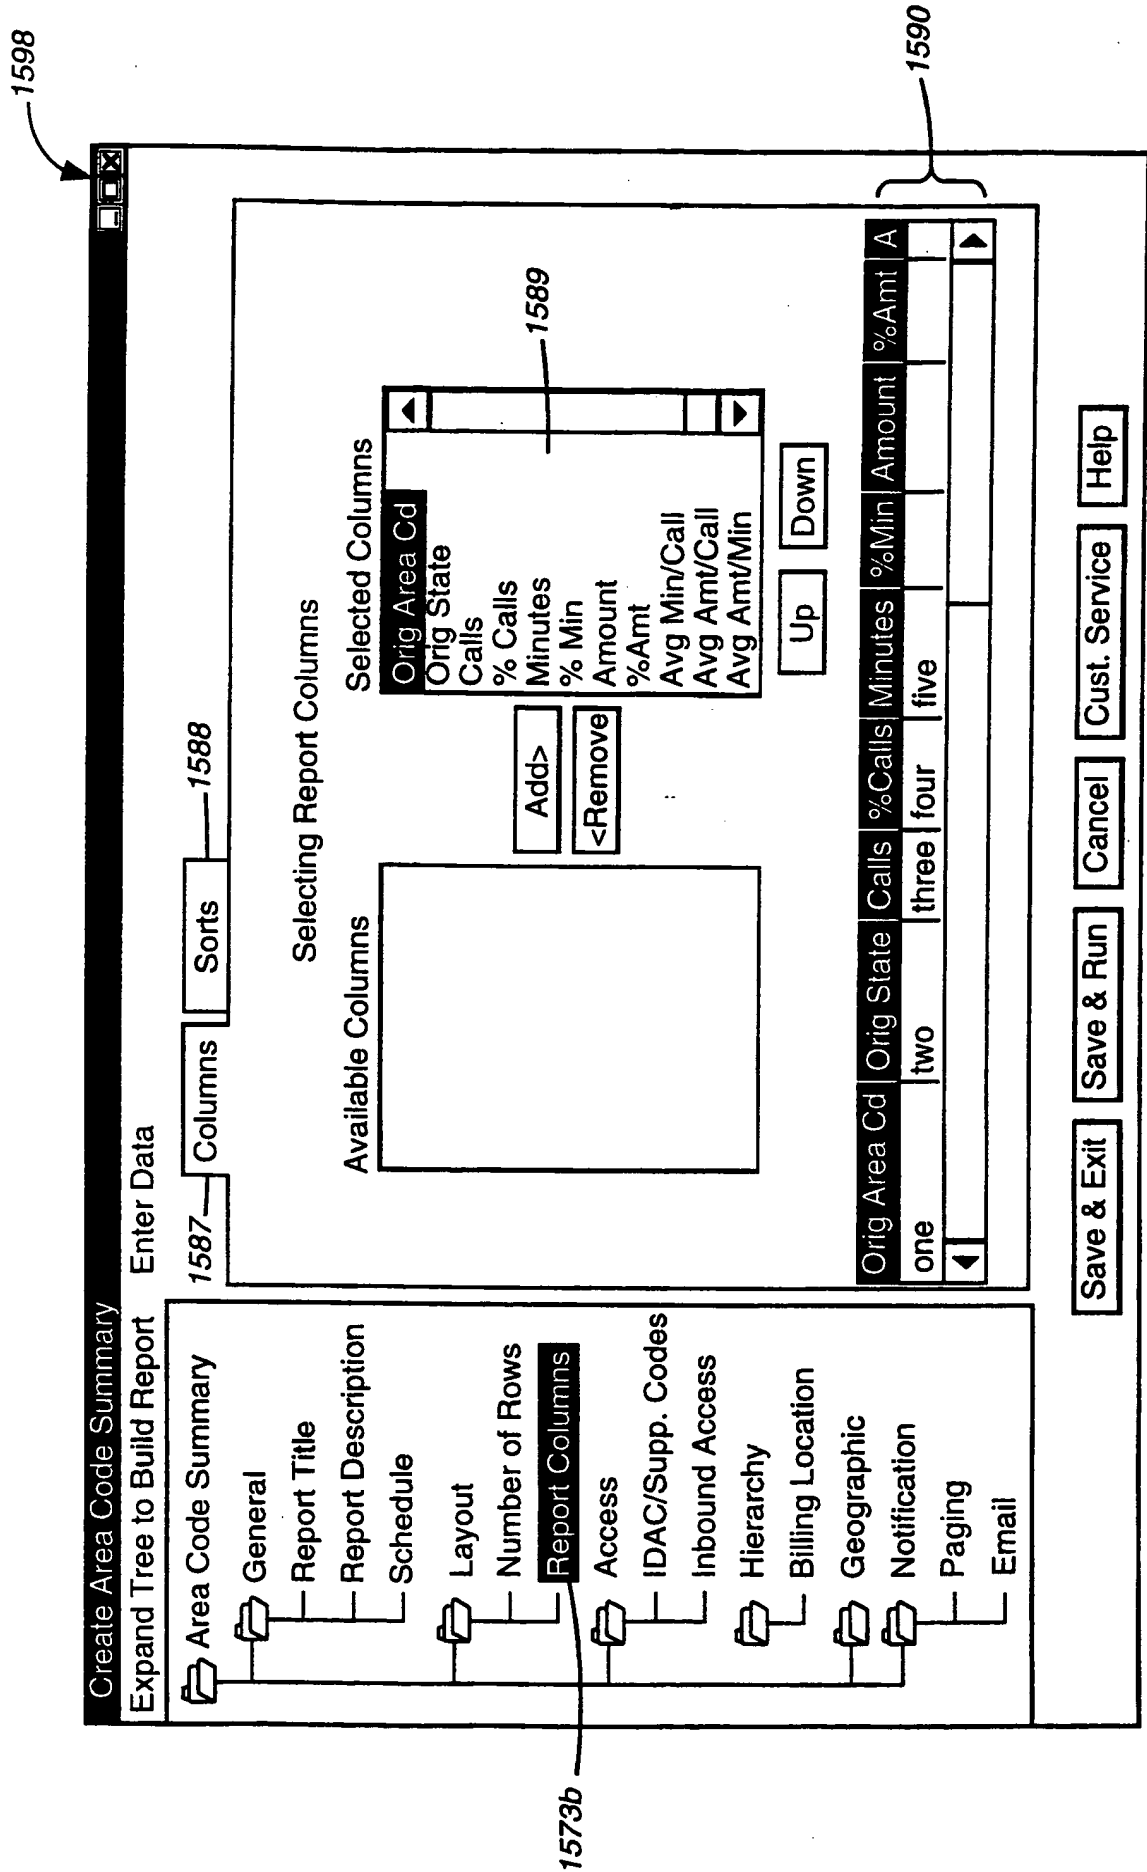 1598
Create Area Code Summary
Expand Tree to Build Report
Enter Data
Area Code Summary
General
Report Title
Report Description
Schedule
Layout
Number of Rows
Report Columns
Access
IDAC/Supp. Codes
Inbound Access
Hierarchy
Billing Location
Geographic
Notification
Paging
Email
1573b
1587
Columns
Sorts
1588
Selecting Report Columns
Available Columns
Add>
<Remove
Selected Columns
Orig Area Cd
Orig State
Calls
% Calls
Minutes
% Min
Amount
%Amt
Avg Min/Call
Avg Amt/Call
Avg Amt/Min
1589
Up
Down
Orig Area Cd Orig State Calls %Calls Minutes %Min Amount %Amt A
one two three four five
1590
Save & Exit
Save & Run
Cancel
Cust. Service
Help